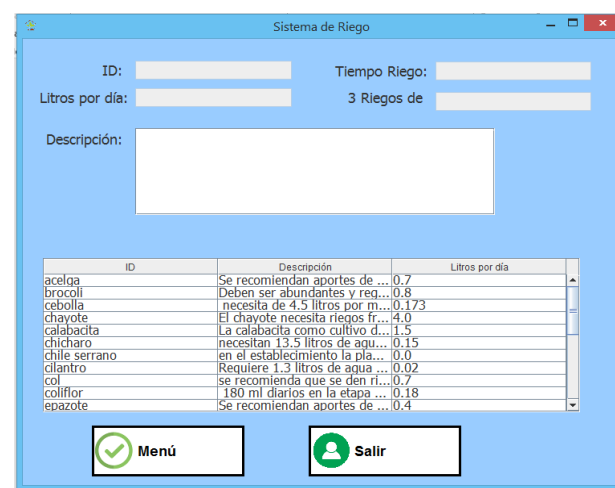 Sistema de Riego
ID: Tiempo Riego:
Litros por día: 3 Riegos de
Descripción:
ID Descripción Litros por día
acelga Se recomiendan aportes de ... 0.7
brocoli Deben ser abundantes y reg... 0.8
cebolla necesita de 4.5 litros por m... 0.173
chayote El chayote necesita riegos fr... 4.0
calabacita La calabacita como cultivo d... 1.5
chicharo necesitan 13.5 litros de agu... 0.15
chile serrano en el establecimiento la pla... 0.0
cilantro Requiere 1.3 litros de agua ... 0.02
col se recomienda que se den ri... 0.7
coliflor 180 ml diarios en la etapa ... 0.18
epazote Se recomiendan aportes de ... 0.4
Menú Salir